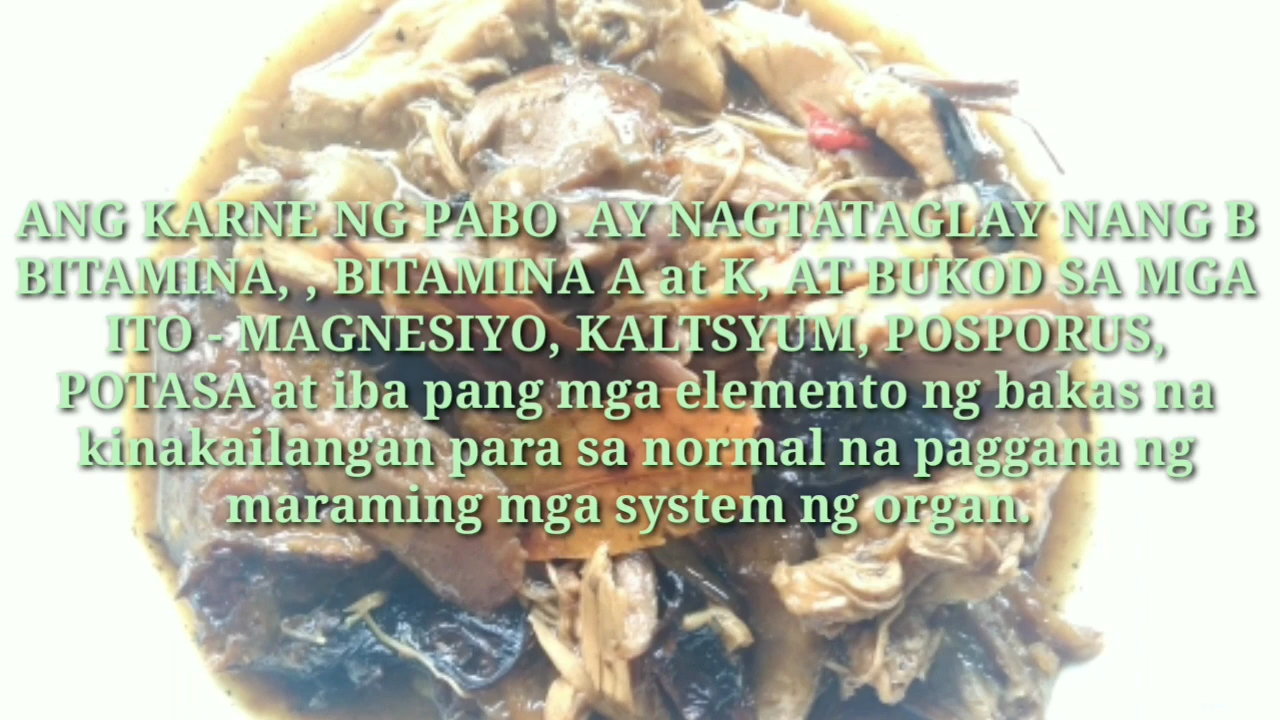 ANG KARNE NG PABO AY NAGTATAGLAY NANG B
BITAMINA, , BITAMINA A at K, AT BUKOD SA MGA
ITO - MAGNESIYO, KALTSYUM, POSPORUS,
POTASA at iba pang mga elemento ng bakas na
kinakailangan para sa normal na paggana ng
maraming mga system ng organ.